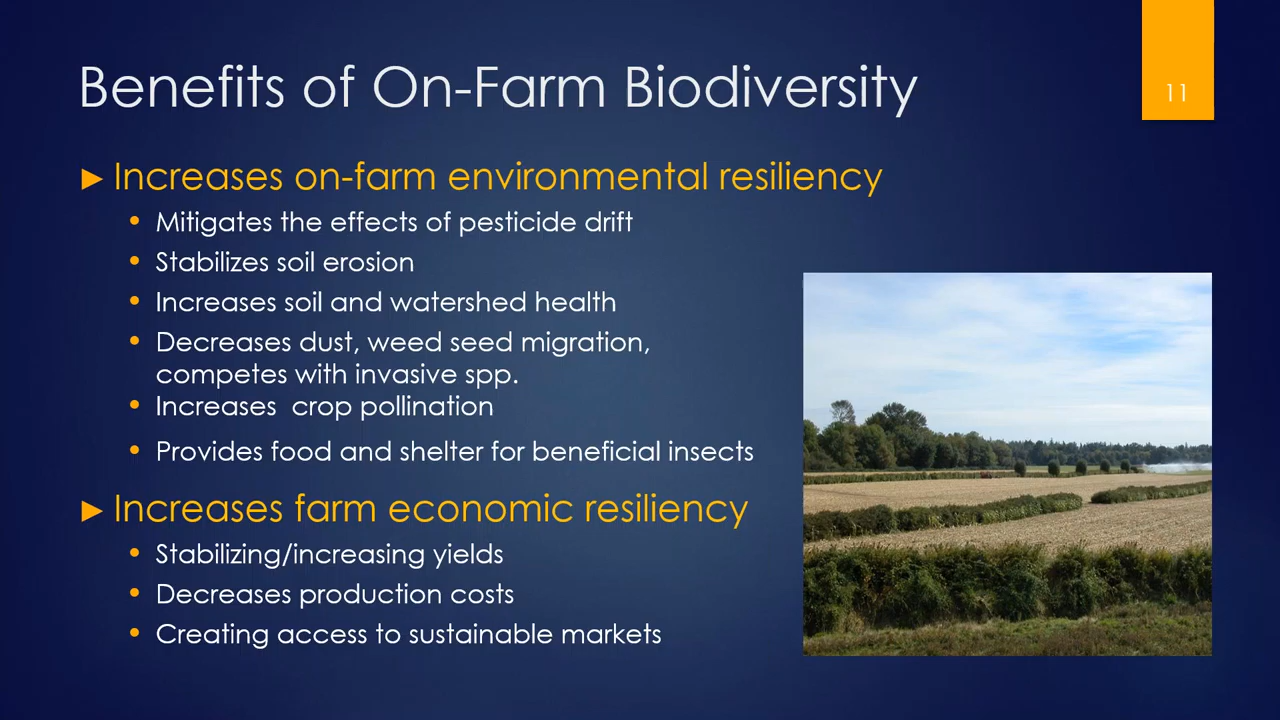 Benefits of On-Farm Biodiversity
11
► Increases on-farm environmental resiliency
• Mitigates the effects of pesticide drift
• Stabilizes soil erosion
• Increases soil and watershed health
• Decreases dust, weed seed migration,
competes with invasive spp.
• Increases  crop pollination
• Provides food and shelter for beneficial insects
► Increases farm economic resiliency
• Stabilizing/increasing yields
• Decreases production costs
• Creating access to sustainable markets